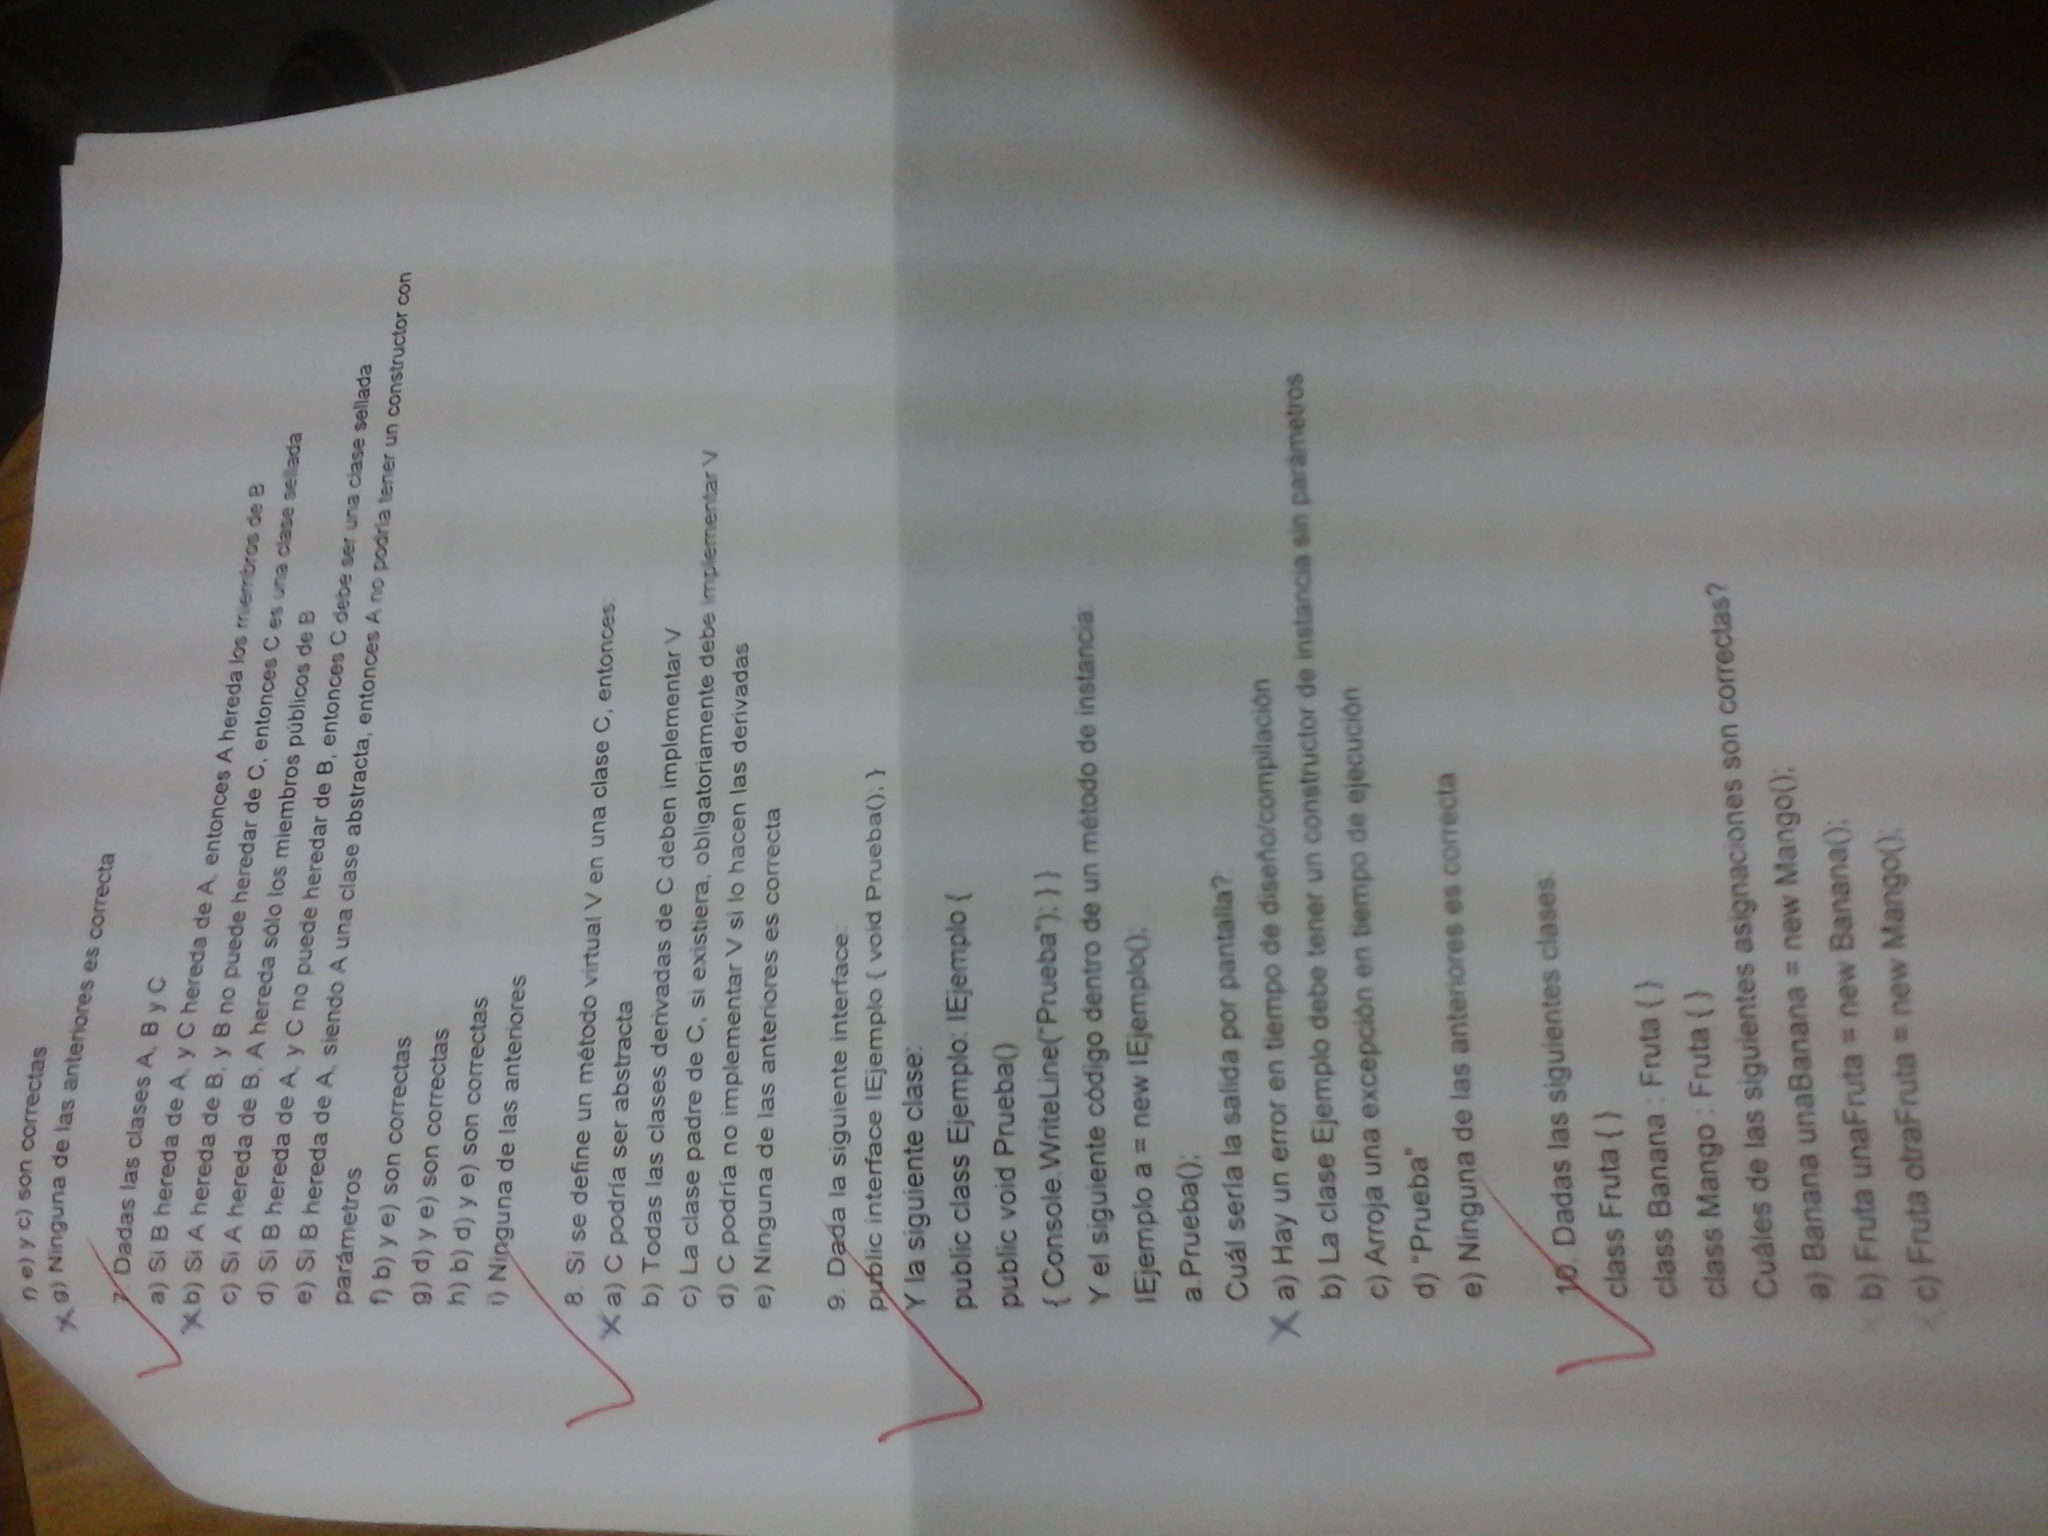 f) e) y c) son correctas
X g) Ninguna de las anteriores es correcta
7. Dadas las clases A, B y C
a) Si B hereda de A, y C hereda de A, entonces A hereda los miembros de B
X b) Si A hereda de B, y B no puede heredar de C, entonces C es una clase sellada
c) Si A hereda de B, A hereda sólo los miembros públicos de B
d) Si B hereda de A, y C no puede heredar de B, entonces C debe ser una clase sellada
e) Si B hereda de A, siendo A una clase abstracta, entonces A no podría tener un constructor con
parámetros
f) b) y e) son correctas
g) d) y e) son correctas
h) b) d) y e) son correctas
i) Ninguna de las anteriores
8. Si se define un método virtual V en una clase C, entonces:
X a) C podría ser abstracta
b) Todas las clases derivadas de C deben implementar V
c) La clase padre de C, si existiera, obligatoriamente debe implementar V
d) C podría no implementar V si lo hacen las derivadas
e) Ninguna de las anteriores es correcta
9. Dada la siguiente interface:
public interface IEjemplo { void Prueba(); }
Y la siguiente clase:
public class Ejemplo: IEjemplo {
public void Prueba()
{ Console.WriteLine("Prueba"); } }
Y el siguiente código dentro de un método de instancia:
IEjemplo a = new IEjemplo();
a.Prueba();
Cuál sería la salida por pantalla?:
X a) Hay un error en tiempo de diseño/compilación
b) La clase Ejemplo debe tener un constructor de instancia sin parámetros
c) Arroja una excepción en tiempo de ejecución
d) "Prueba"
e) Ninguna de las anteriores es correcta
10. Dadas las siguientes clases:
class Fruta { }
class Banana : Fruta { }
class Mango : Fruta { }
Cuáles de las siguientes asignaciones son correctas?
a) Banana unaBanana = new Mango();
x b) Fruta unaFruta = new Banana();
x c) Fruta otraFruta = new Mango();